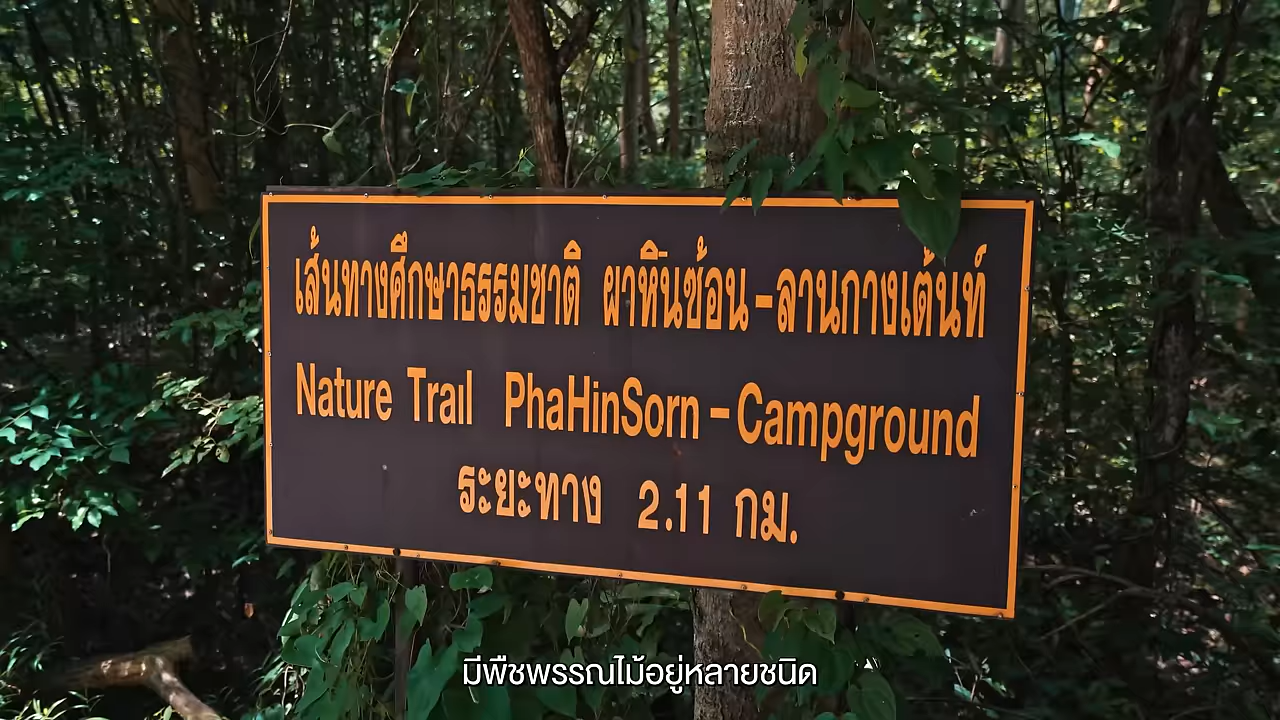 เส้นทางศึกษาธรรมชาติ ผาหินซ้อน-ลานกางเต้นท์
Nature Trail PhaHinSorn-Campground
ระยะทาง 2.11 กม.
มีพืชพรรณไม้อยู่หลายชนิด